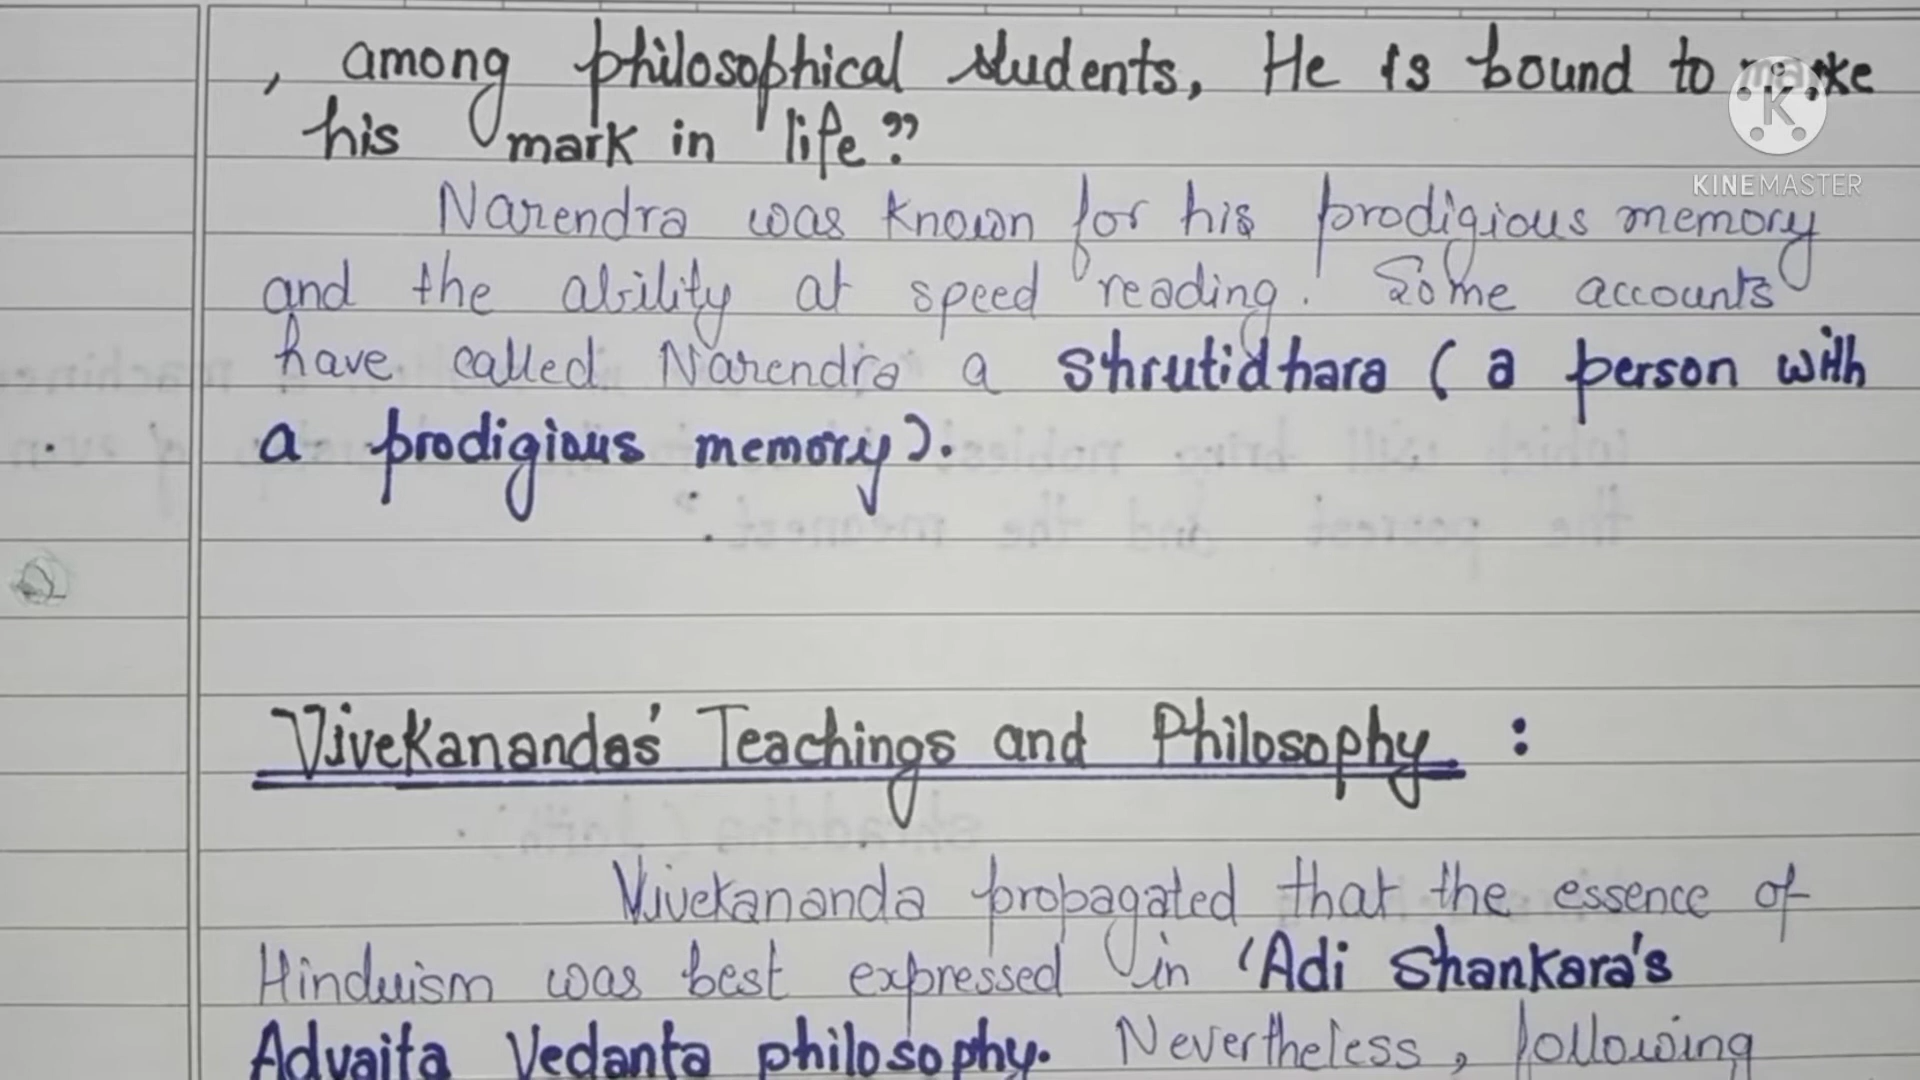 , among philosophical students, He is bound to make
his mark in life."
Narendra was known for his prodigious memory
and the ability at speed reading. Some accounts
have called Narendra a shrutidhara ( a person with
a prodigious memory).
Vivekanandas' Teachings and Philosophy :
Vivekananda propagated that the essence of
Hinduism was best expressed in 'Adi Shankara's
Advaita Vedanta philosophy. Nevertheless, following
K
KINEMASTER